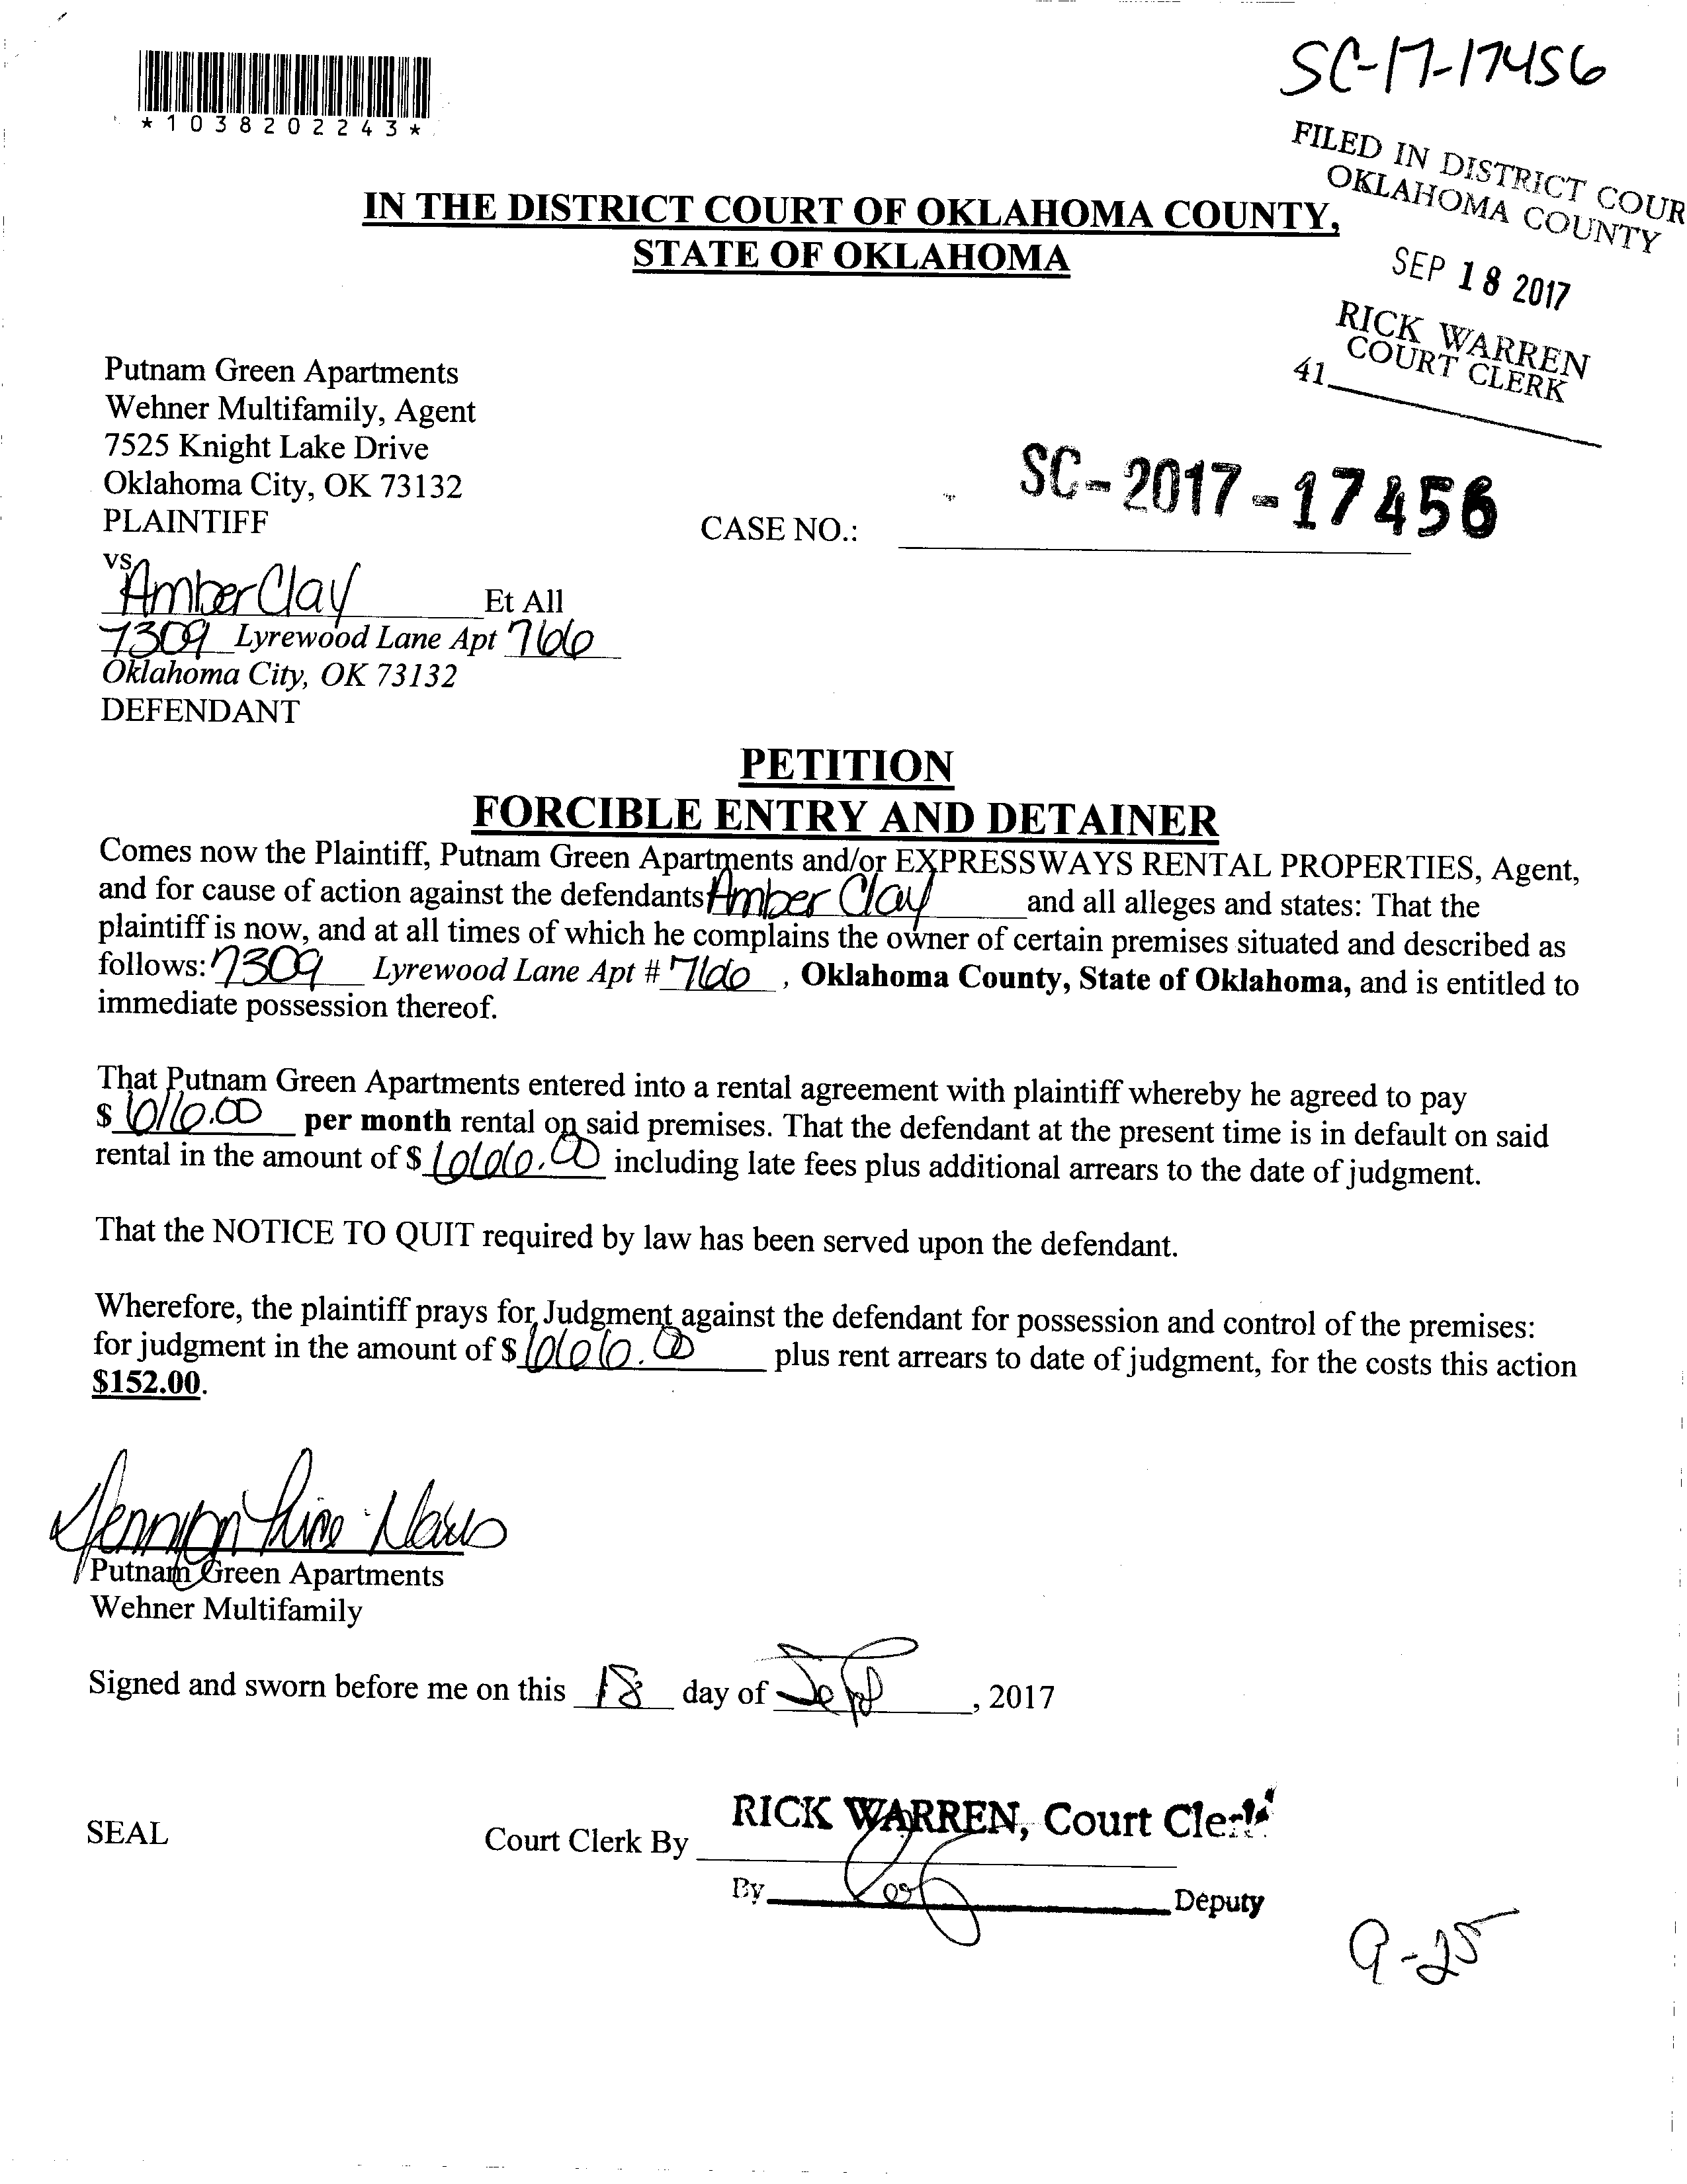 SC-17-17456
*1038202243*
FILED IN DISTRICT COUR
OKLAHOMA COUNTY
IN THE DISTRICT COURT OF OKLAHOMA COUNTY,
STATE OF OKLAHOMA
SEP 18 2017
RICK WARREN
COURT CLERK
41
Putnam Green Apartments
Wehner Multifamily, Agent
7525 Knight Lake Drive
Oklahoma City, OK 73132
PLAINTIFF
CASE NO.: SC-2017-17456
vs
Amber Clay Et All
7309 Lyrewood Lane Apt 766
Oklahoma City, OK 73132
DEFENDANT
PETITION
FORCIBLE ENTRY AND DETAINER
Comes now the Plaintiff, Putnam Green Apartments and/or EXPRESSWAYS RENTAL PROPERTIES, Agent,
and for cause of action against the defendants Amber Clay and all alleges and states: That the
plaintiff is now, and at all times of which he complains the owner of certain premises situated and described as
follows: 7309 Lyrewood Lane Apt # 766 , Oklahoma County, State of Oklahoma, and is entitled to
immediate possession thereof.
That Putnam Green Apartments entered into a rental agreement with plaintiff whereby he agreed to pay
$ 616.00 per month rental on said premises. That the defendant at the present time is in default on said
rental in the amount of $ 666.00 including late fees plus additional arrears to the date of judgment.
That the NOTICE TO QUIT required by law has been served upon the defendant.
Wherefore, the plaintiff prays for Judgment against the defendant for possession and control of the premises:
for judgment in the amount of $ 666.00 plus rent arrears to date of judgment, for the costs this action
$152.00.
Putnam Green Apartments
Wehner Multifamily
Signed and sworn before me on this 18 day of Sept , 2017
RICK WARREN, Court Clerk
SEAL Court Clerk By
By Deputy
9-25